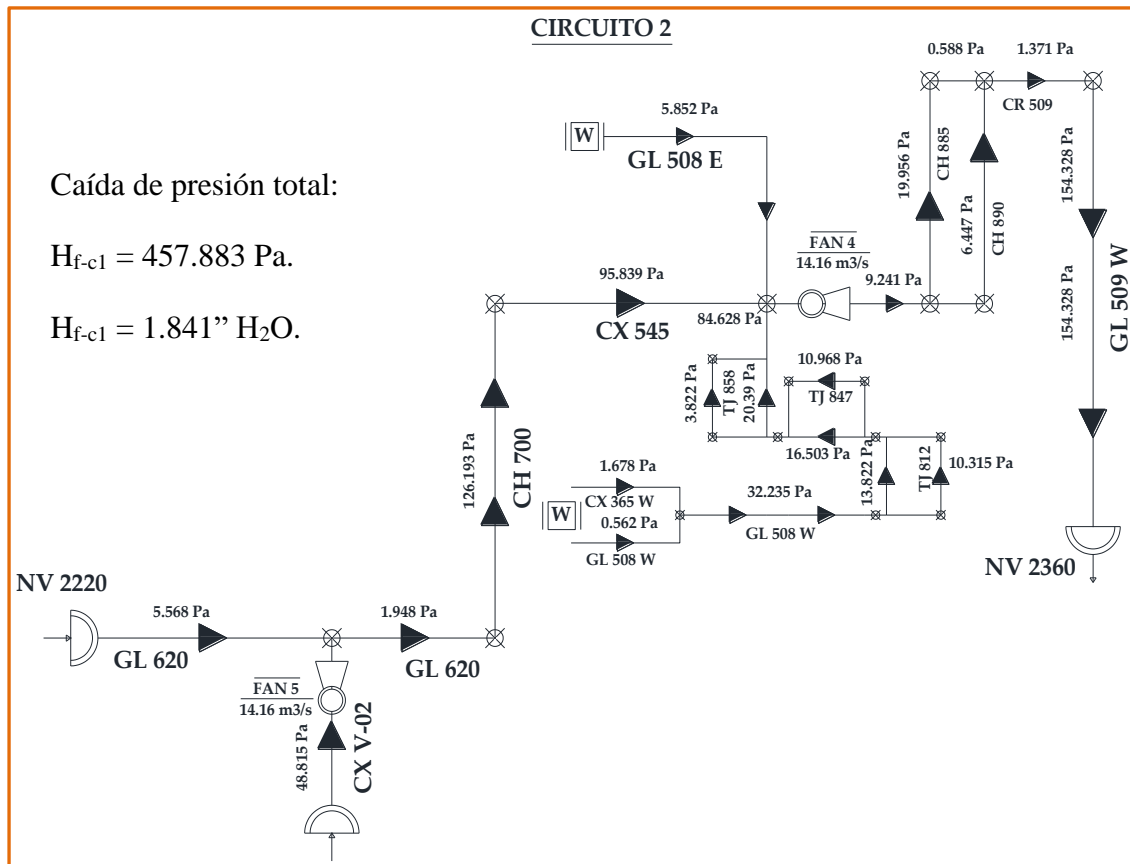 CIRCUITO 2
Caída de presión total:
Hf-c1 = 457.883 Pa.
Hf-c1 = 1.841” H2O.
0.588 Pa
1.371 Pa
CR 509
5.852 Pa
W
GL 508 E
19.956 Pa
CH 885
6.447 Pa
CH 890
154.328 Pa
154.328 Pa
GL 509 W
FAN 4
14.16 m3/s
9.241 Pa
95.839 Pa
CX 545
84.628 Pa
3.822 Pa
TJ 858
20.39 Pa
10.968 Pa
TJ 847
16.503 Pa
13.822 Pa
TJ 812
10.315 Pa
126.193 Pa
CH 700
1.678 Pa
CX 365 W
W
0.562 Pa
GL 508 W
32.235 Pa
GL 508 W
NV 2360
NV 2220
5.568 Pa
GL 620
1.948 Pa
GL 620
FAN 5
14.16 m3/s
48.815 Pa
CX V-02